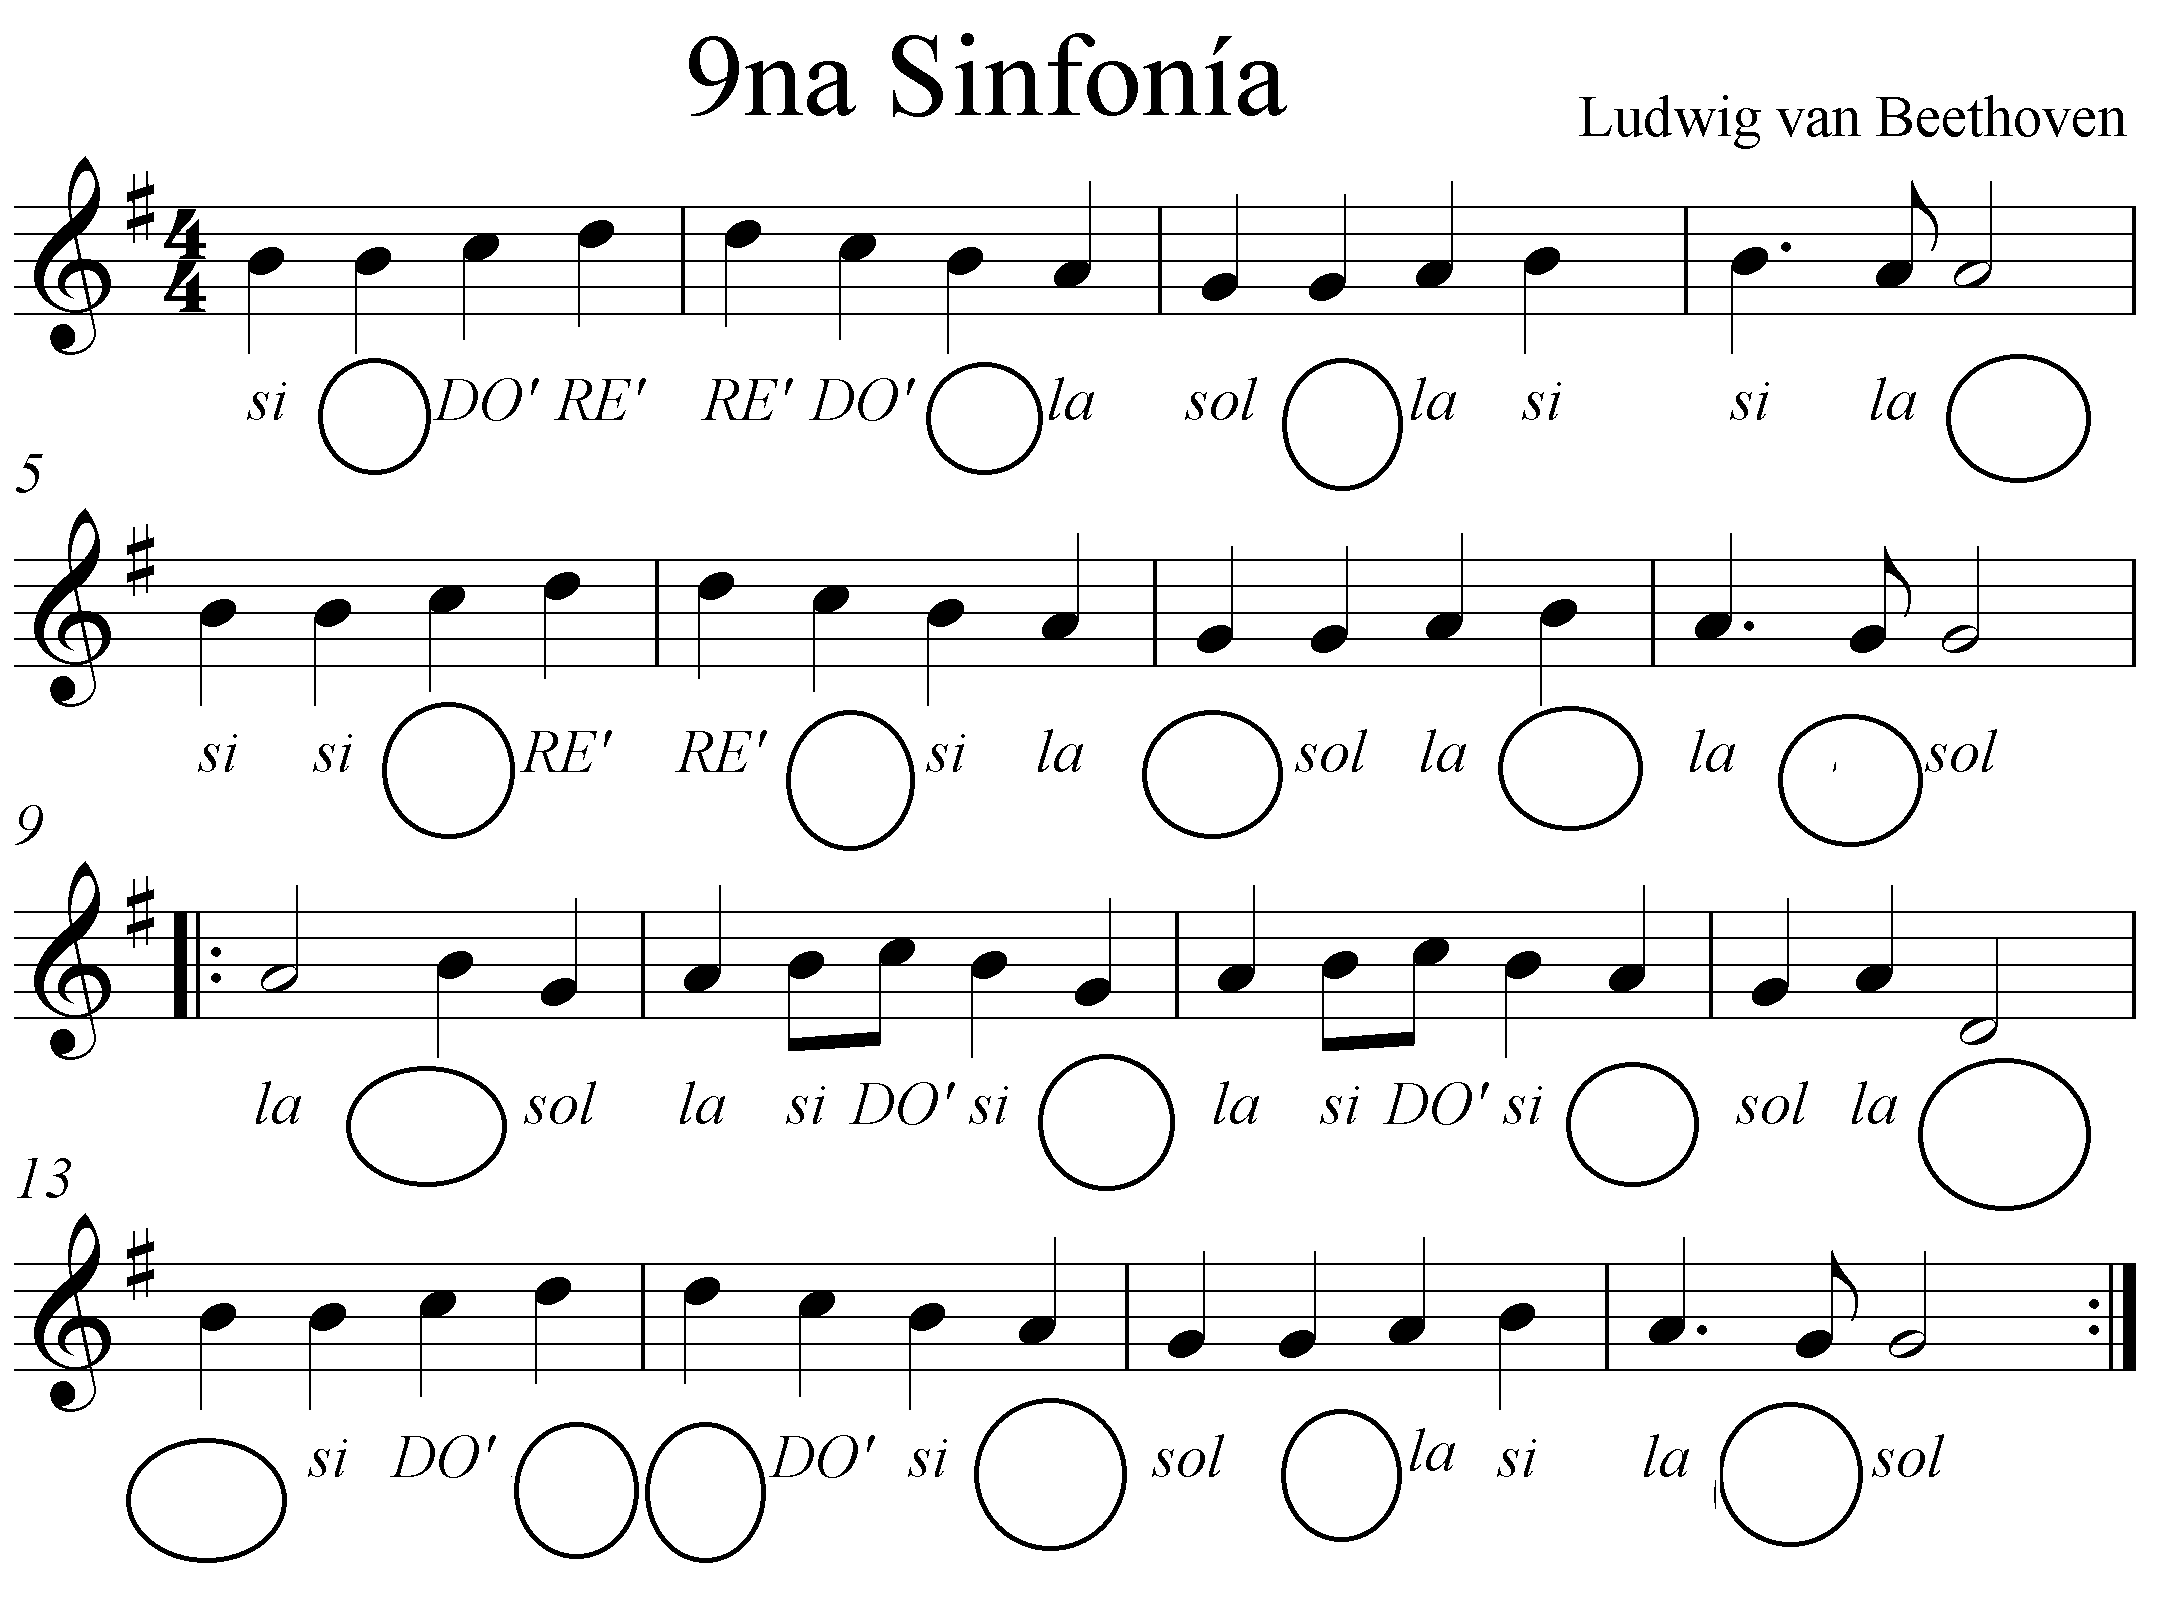 9na Sinfonía
Ludwig van Beethoven
4
4
si DO' RE' RE' DO' la sol la si si la
5
si si RE' RE' si la sol la la sol
9
la sol la si DO' si la si DO' si sol la
13
si DO' DO' si sol la si la sol